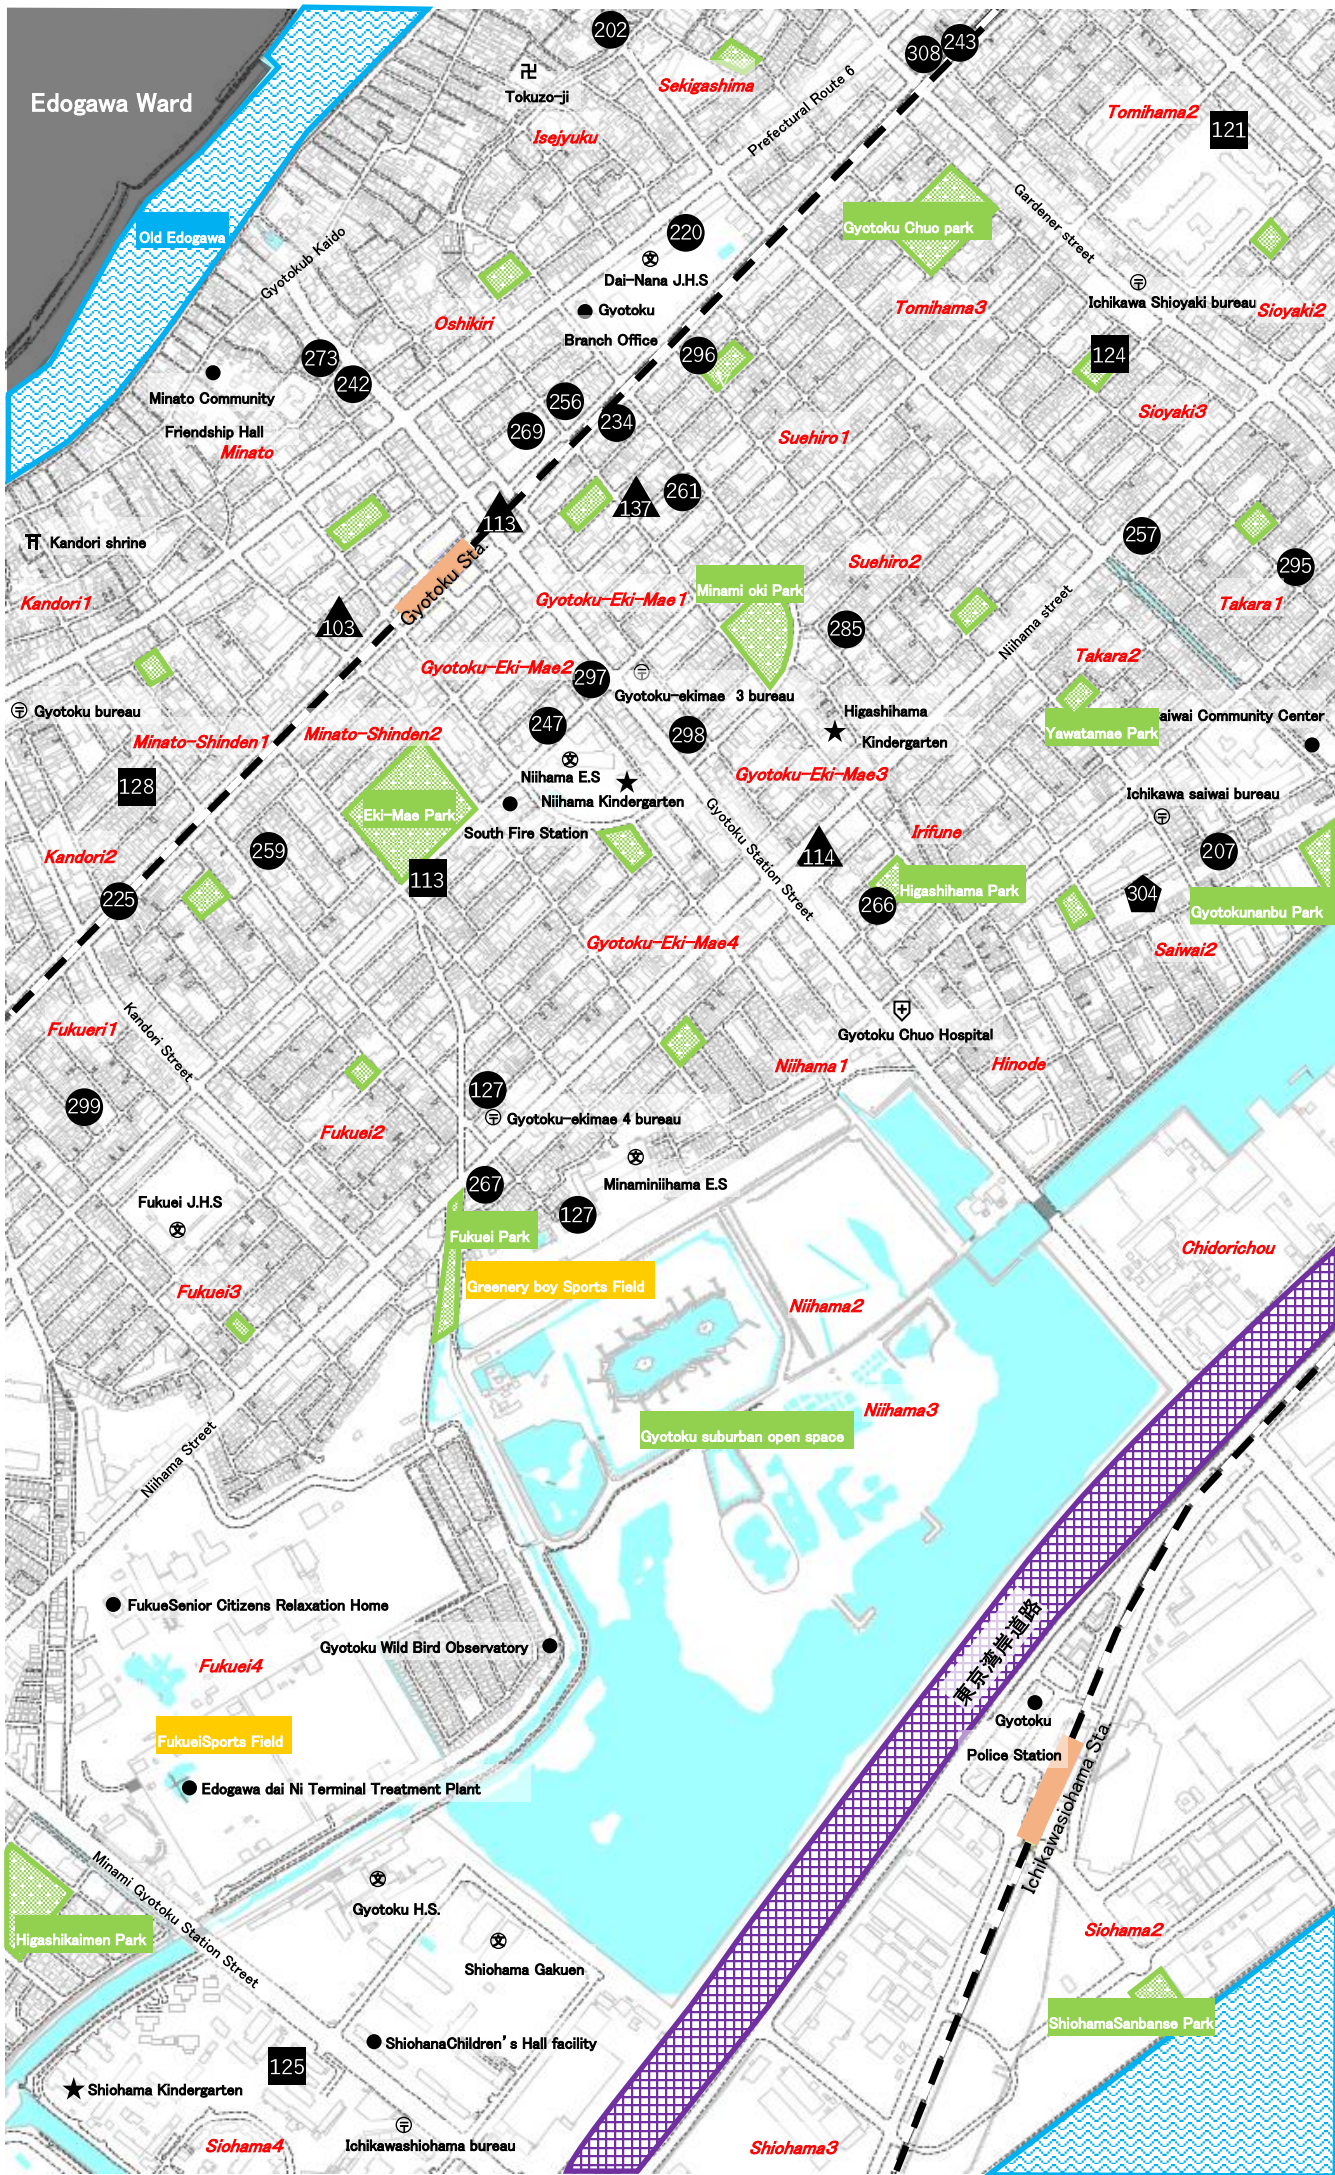 202
308
243
Edogawa Ward
Tokuzo-ji
Sekigashima
Prefectural Route 6
Tomihama2
121
Isejyuku
Old Edogawa
Gyotokub Kaido
220
Gyotoku Chuo park
Gardener street
Dai-Nana J.H.S
Gyotoku
Branch Office
Oshikiri
Tomihama3
Ichikawa Shioyaki bureau
Sioyaki2
273
242
296
124
Minato Community
Friendship Hall
Minato
256
269
234
Suehiro1
Sioyaki3
113
137
261
257
295
Kandori shrine
Kandori1
Gyotoku Sta.
103
Gyotoku-Eki-Mae1
Minami oki Park
Suehiro2
285
Niihama street
Takara1
Takara2
Gyotoku-Eki-Mae2
297
Gyotoku-ekimae 3 bureau
Gyotoku bureau
Minato-Shinden1
Minato-Shinden2
247
298
Higashihama
Kindergarten
Yawatamae Park
aiwai Community Center
128
Niihama E.S
Niihama Kindergarten
Gyotoku-Eki-Mae3
Eki-Mae Park
South Fire Station
Gyotoku Station Street
Ichikawa saiwai bureau
Kandori2
259
114
Irifune
207
225
113
266
Higashihama Park
304
Gyotokunanbu Park
Gyotoku-Eki-Mae4
Saiwai2
Fukueri1
Kandori Street
Gyotoku Chuo Hospital
Niihama1
Hinode
299
127
Gyotoku-ekimae 4 bureau
Fukuei2
267
Minaminiihama E.S
Fukuei J.H.S
127
Fukuei Park
Chidorichou
Greenery boy Sports Field
Fukuei3
Niihama2
Niihama3
Gyotoku suburban open space
Niihama Street
FukueSenior Citizens Relaxation Home
Gyotoku Wild Bird Observatory
東京湾岸道路
Fukuei4
FukueiSports Field
Gyotoku
Police Station
Ichikawasiohama Sta.
Edogawa dai Ni Terminal Treatment Plant
Minami Gyotoku Station Street
Gyotoku H.S.
Higashikaimen Park
Siohama2
Shiohama Gakuen
ShiohamaSanbanse Park
ShiohanaChildren’s Hall facility
125
Shiohama Kindergarten
Siohama4
Ichikawashiohama bureau
Shiohama3